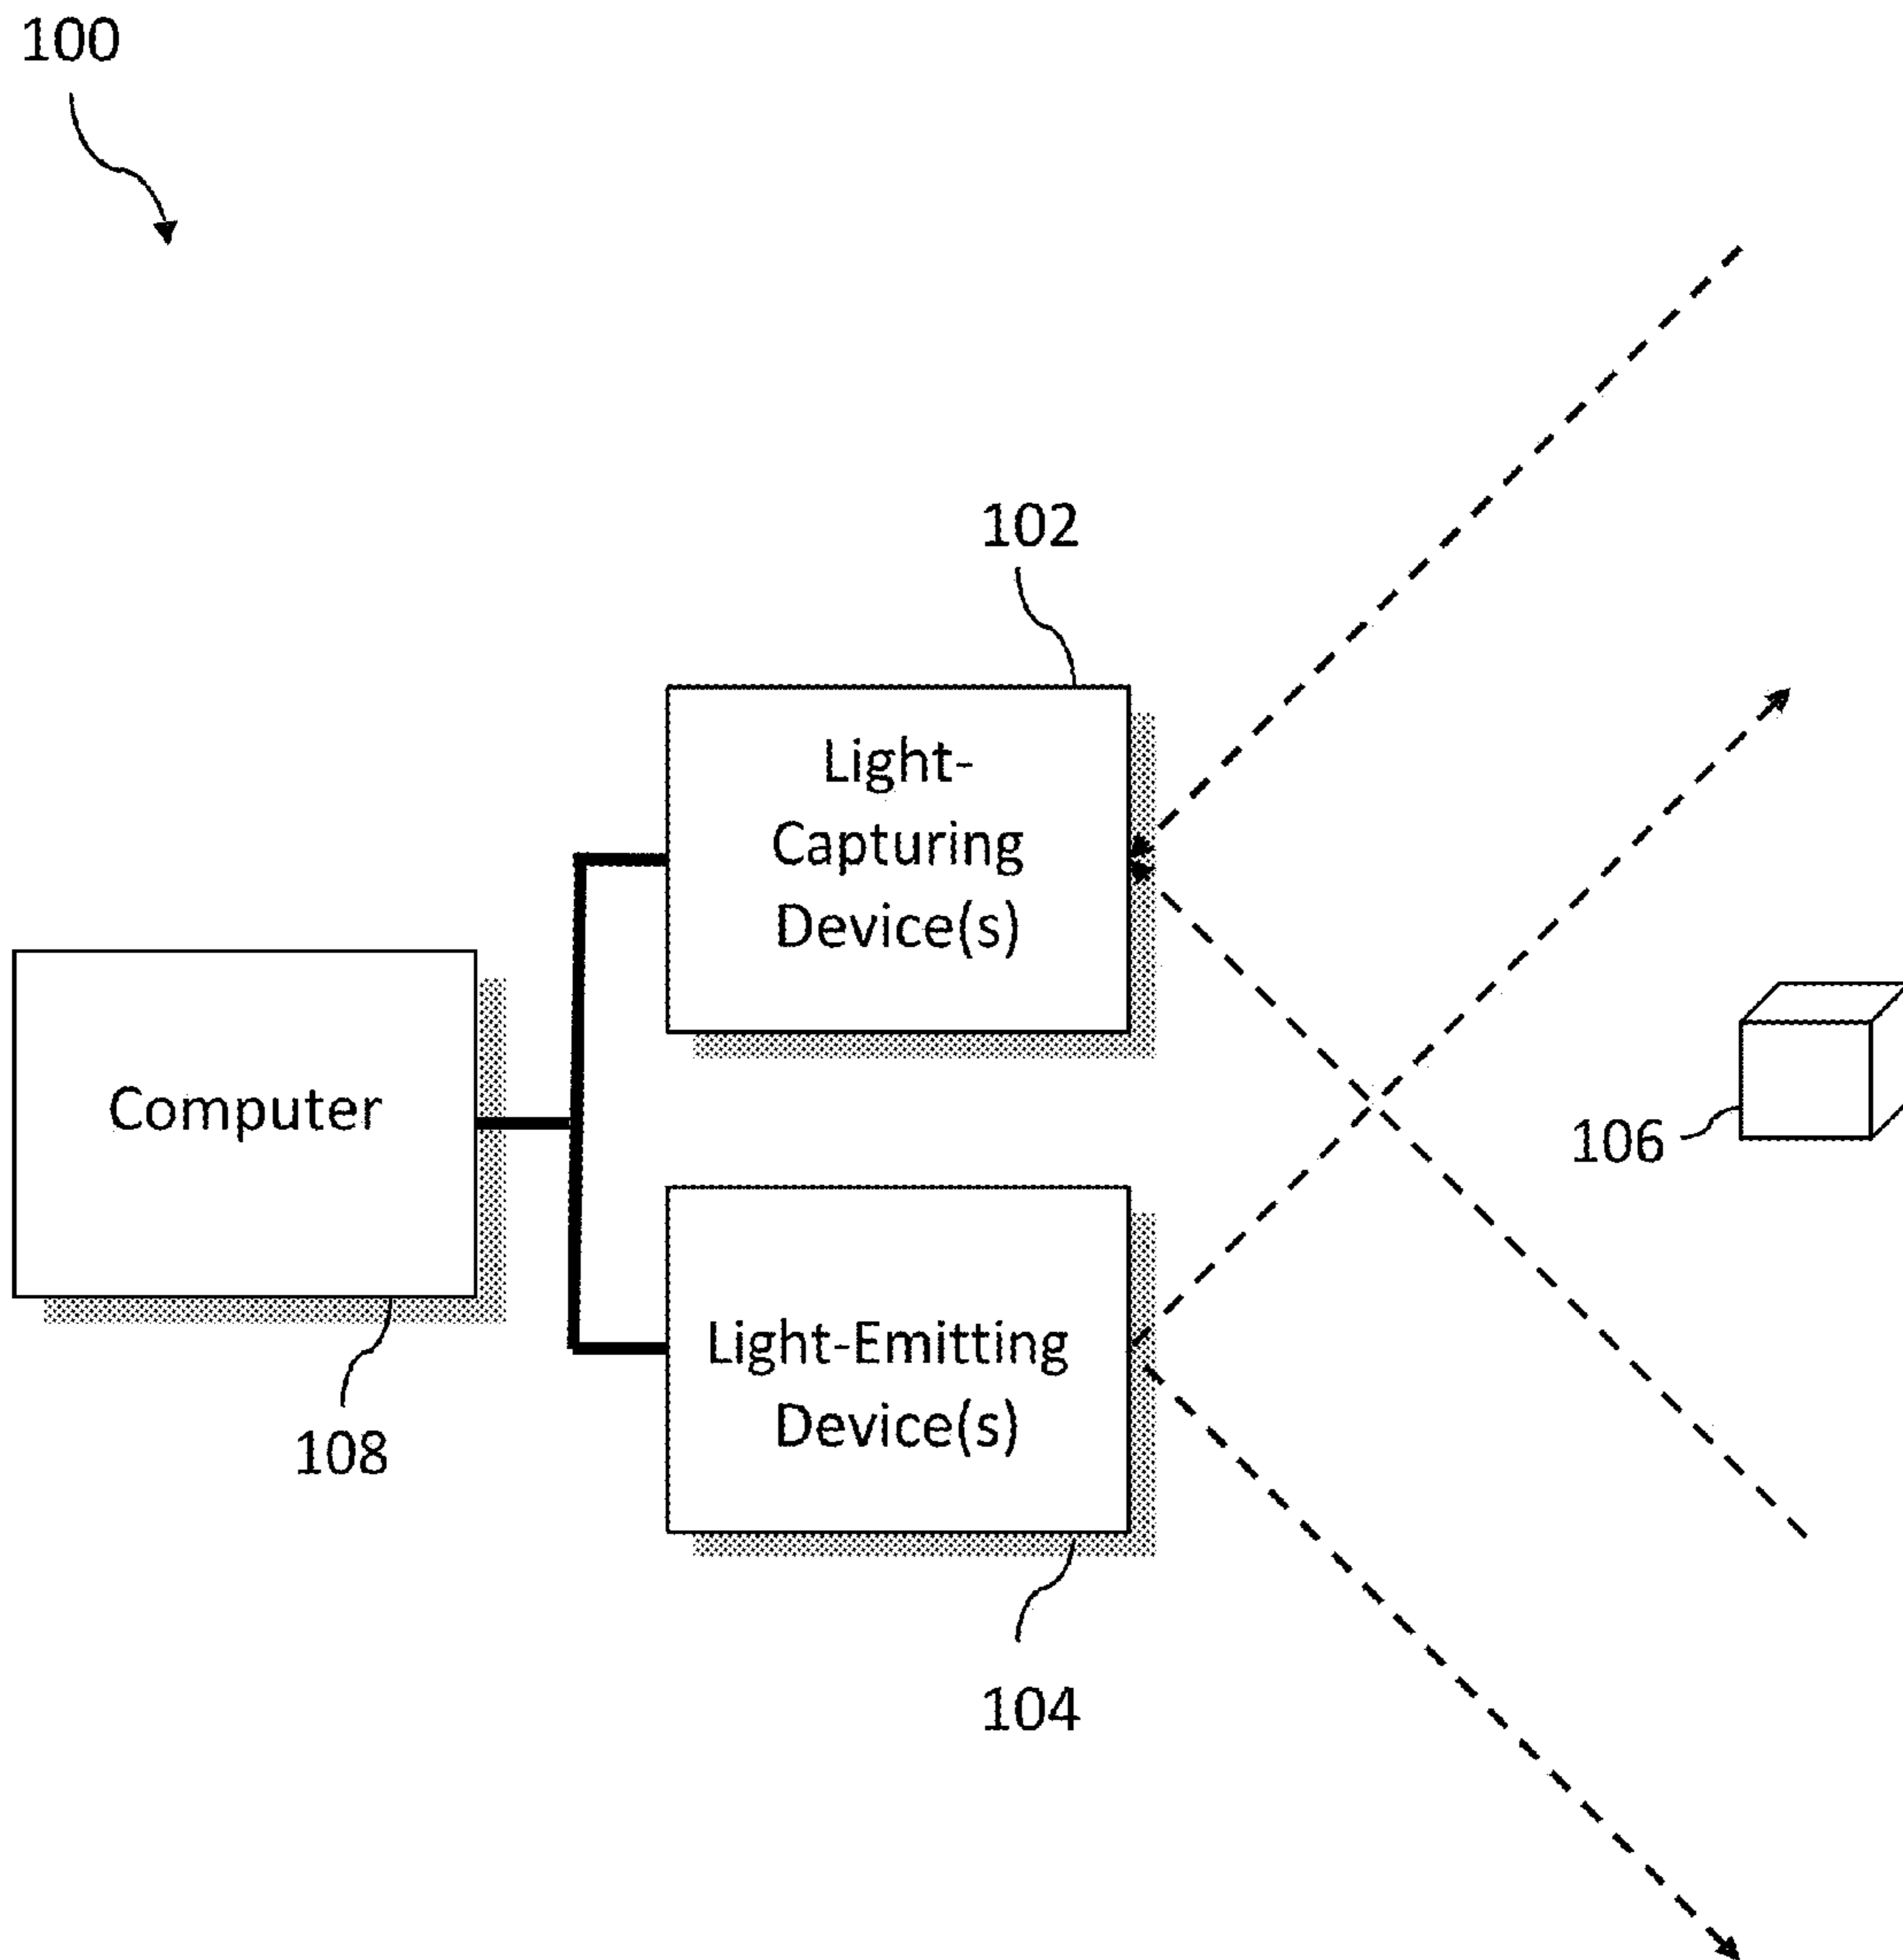 100
102
Light-
Capturing
Device(s)
Computer
106
Light-Emitting
Device(s)
108
104